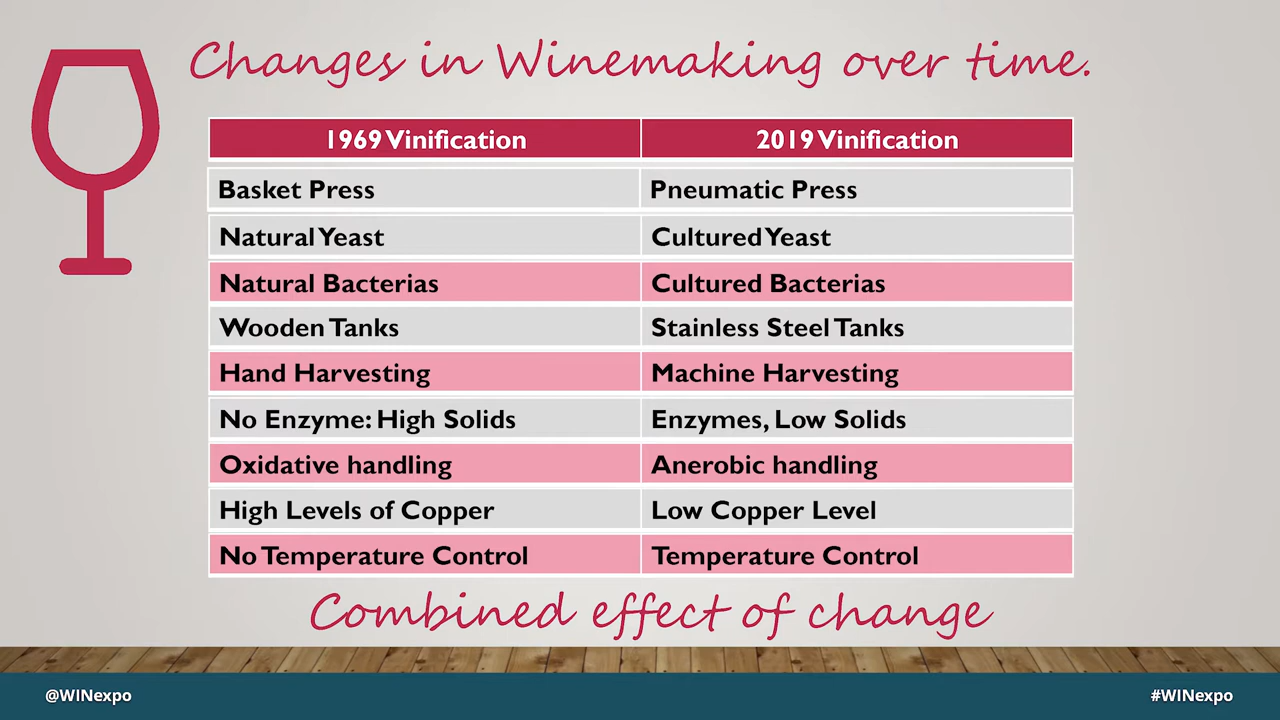 Changes in Winemaking over time.
1969 Vinification 2019 Vinification
Basket Press Pneumatic Press
Natural Yeast Cultured Yeast
Natural Bacterias Cultured Bacterias
Wooden Tanks Stainless Steel Tanks
Hand Harvesting Machine Harvesting
No Enzyme: High Solids Enzymes, Low Solids
Oxidative handling Anerobic handling
High Levels of Copper Low Copper Level
No Temperature Control Temperature Control
Combined effect of change
@WINexpo #WINexpo